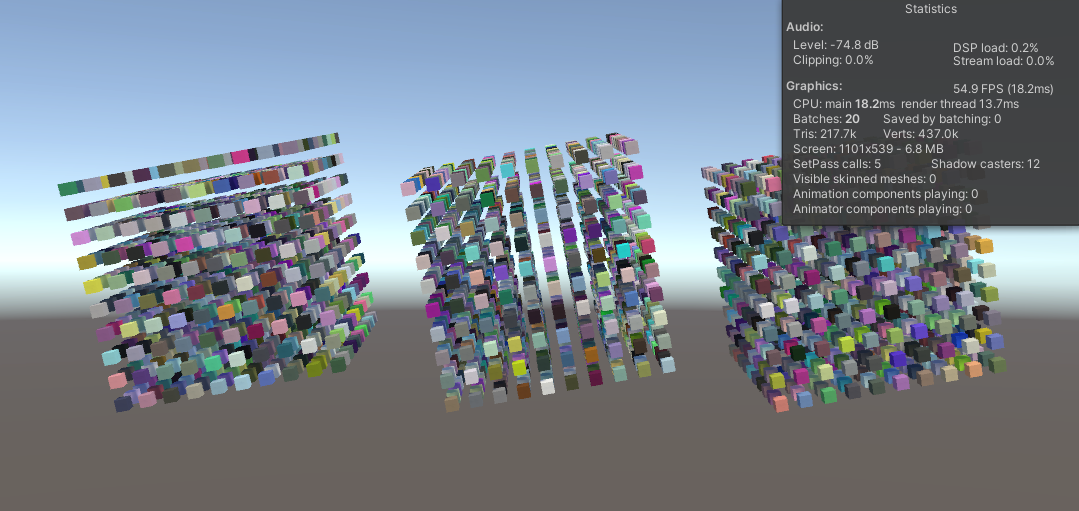 Statistics
Audio:
Level: -74.8 dB DSP load: 0.2%
Clipping: 0.0% Stream load: 0.0%
Graphics: 54.9 FPS (18.2ms)
CPU: main 18.2ms render thread 13.7ms
Batches: 20 Saved by batching: 0
Tris: 217.7k Verts: 437.0k
Screen: 1101x539 - 6.8 MB
SetPass calls: 5 Shadow casters: 12
Visible skinned meshes: 0
Animation components playing: 0
Animator components playing: 0